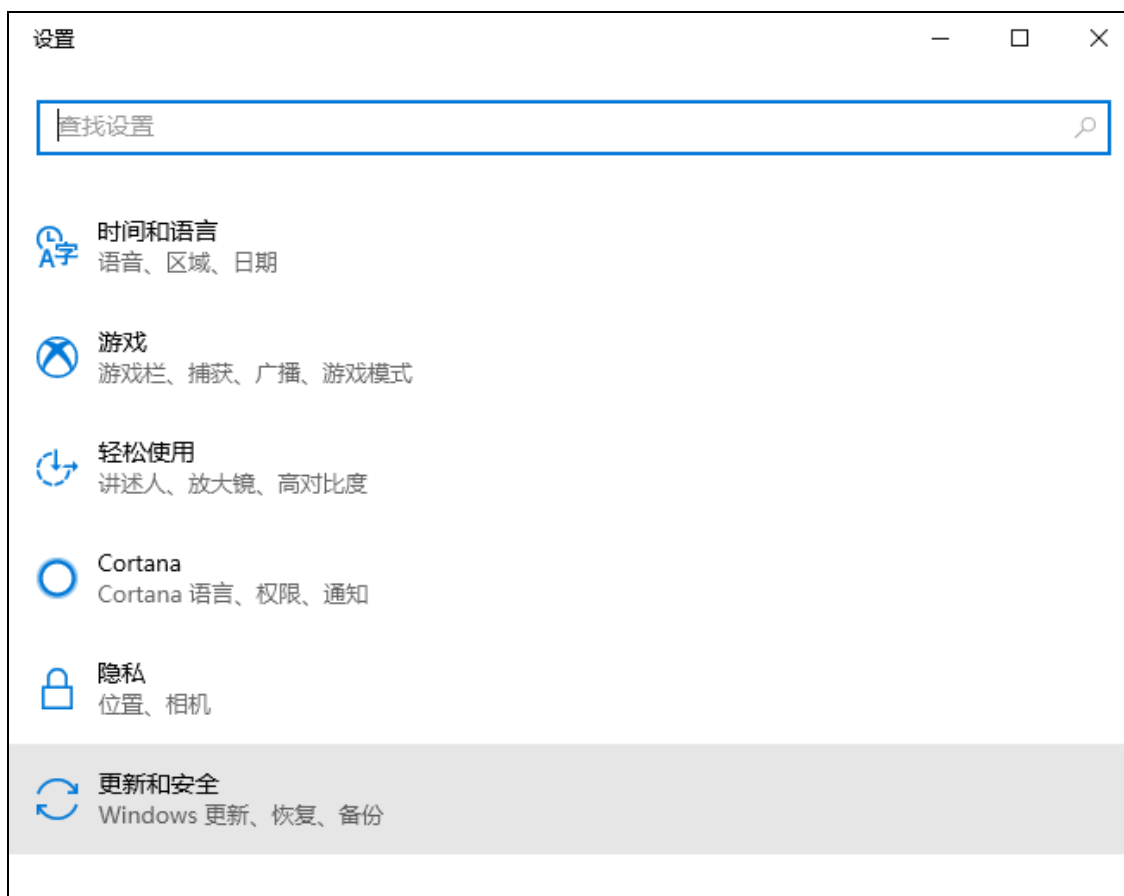 设置
查找设置
时间和语言
语音、区域、日期
游戏
游戏栏、捕获、广播、游戏模式
轻松使用
讲述人、放大镜、高对比度
Cortana
Cortana 语言、权限、通知
隐私
位置、相机
更新和安全
Windows 更新、恢复、备份